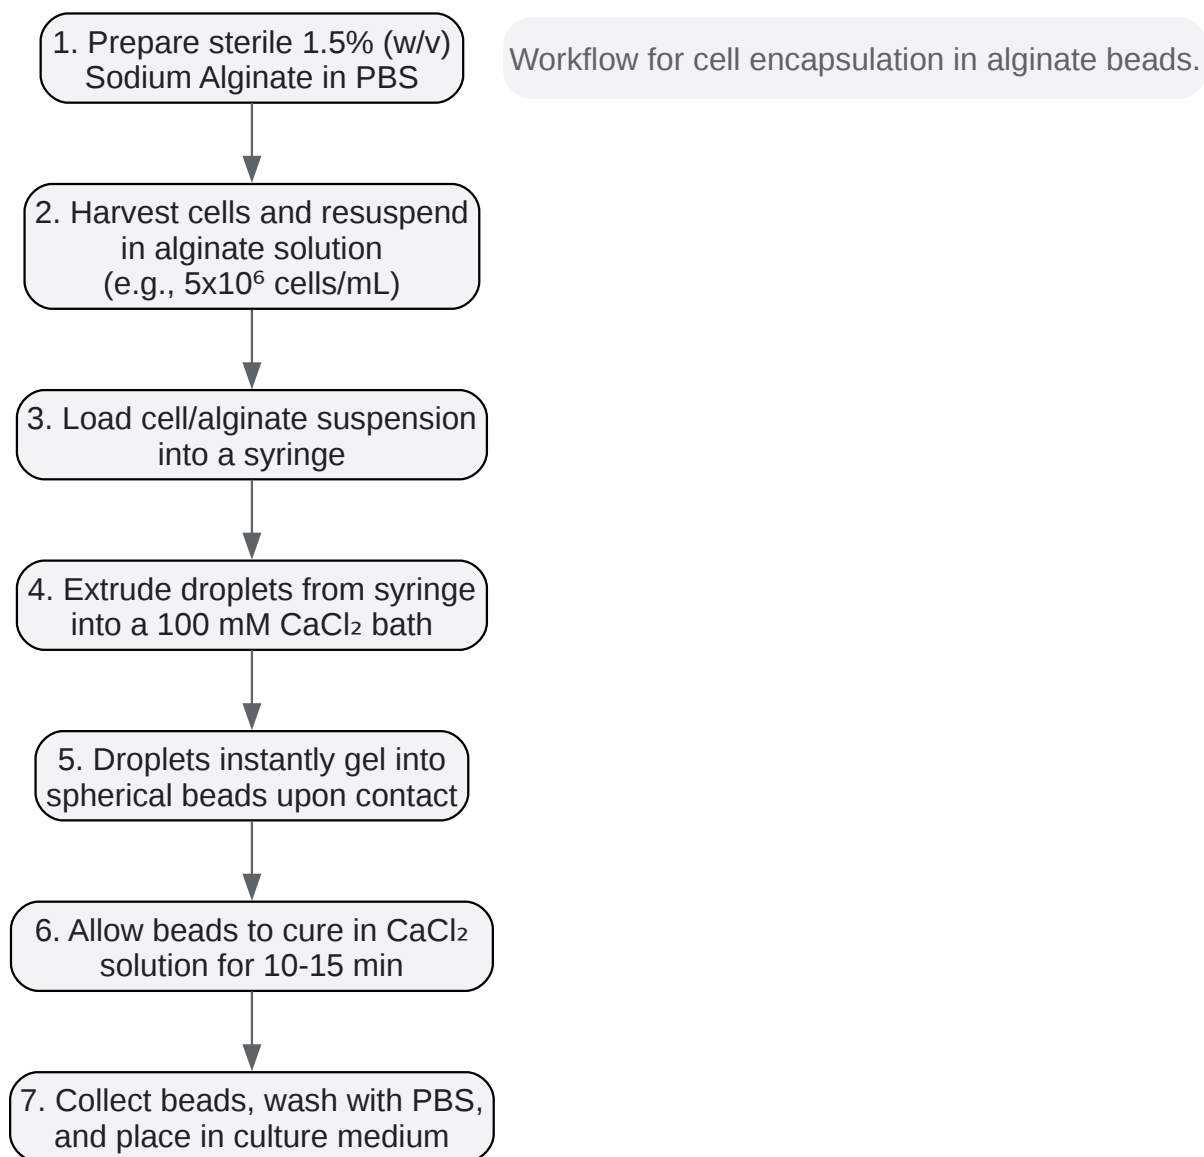 1. Prepare sterile 1.5% (w/v)
Sodium Alginate in PBS
Workflow for cell encapsulation in alginate beads.
2. Harvest cells and resuspend
in alginate solution
(e.g., 5x10⁶ cells/mL)
3. Load cell/alginate suspension
into a syringe
4. Extrude droplets from syringe
into a 100 mM CaCl₂ bath
5. Droplets instantly gel into
spherical beads upon contact
6. Allow beads to cure in CaCl₂
solution for 10-15 min
7. Collect beads, wash with PBS,
and place in culture medium